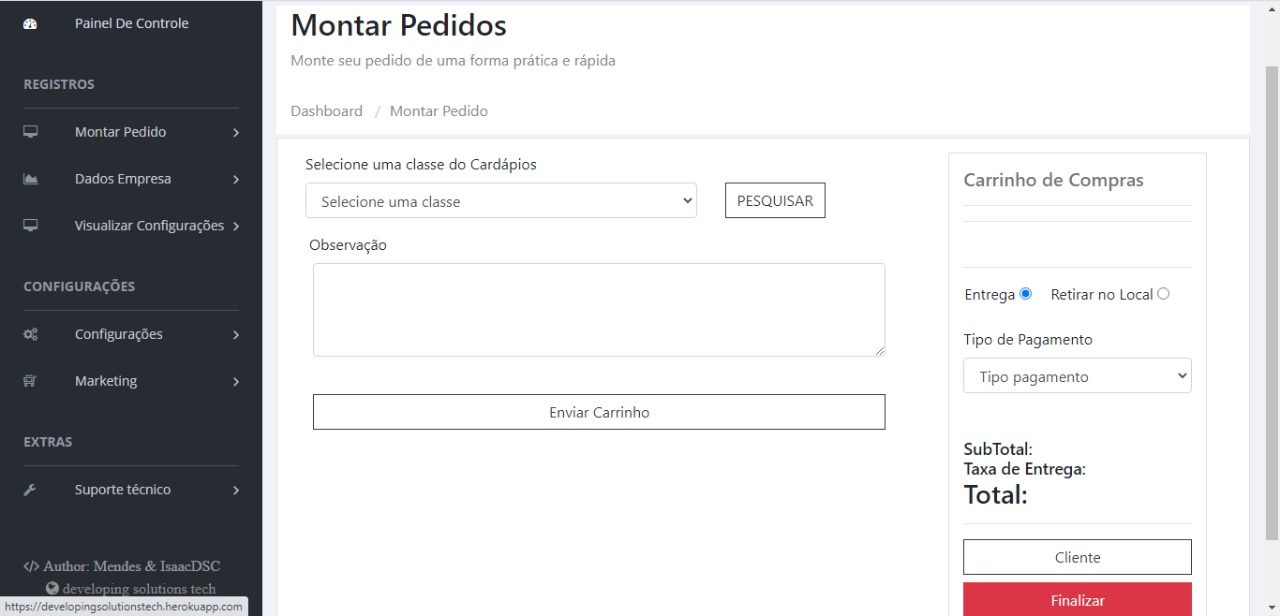 Painel De Controle
REGISTROS
Montar Pedido
Dados Empresa
Visualizar Configurações
CONFIGURAÇÕES
Configurações
Marketing
EXTRAS
Suporte técnico
</> Author: Mendes & IsaacDSC
developing solutions tech
https://developingsolutionstech.herokuapp.com
Montar Pedidos
Monte seu pedido de uma forma prática e rápida
Dashboard / Montar Pedido
Selecione uma classe do Cardápios
Selecione uma classe
PESQUISAR
Observação
Enviar Carrinho
Carrinho de Compras
Entrega Retirar no Local
Tipo de Pagamento
Tipo pagamento
SubTotal:
Taxa de Entrega:
Total:
Cliente
Finalizar